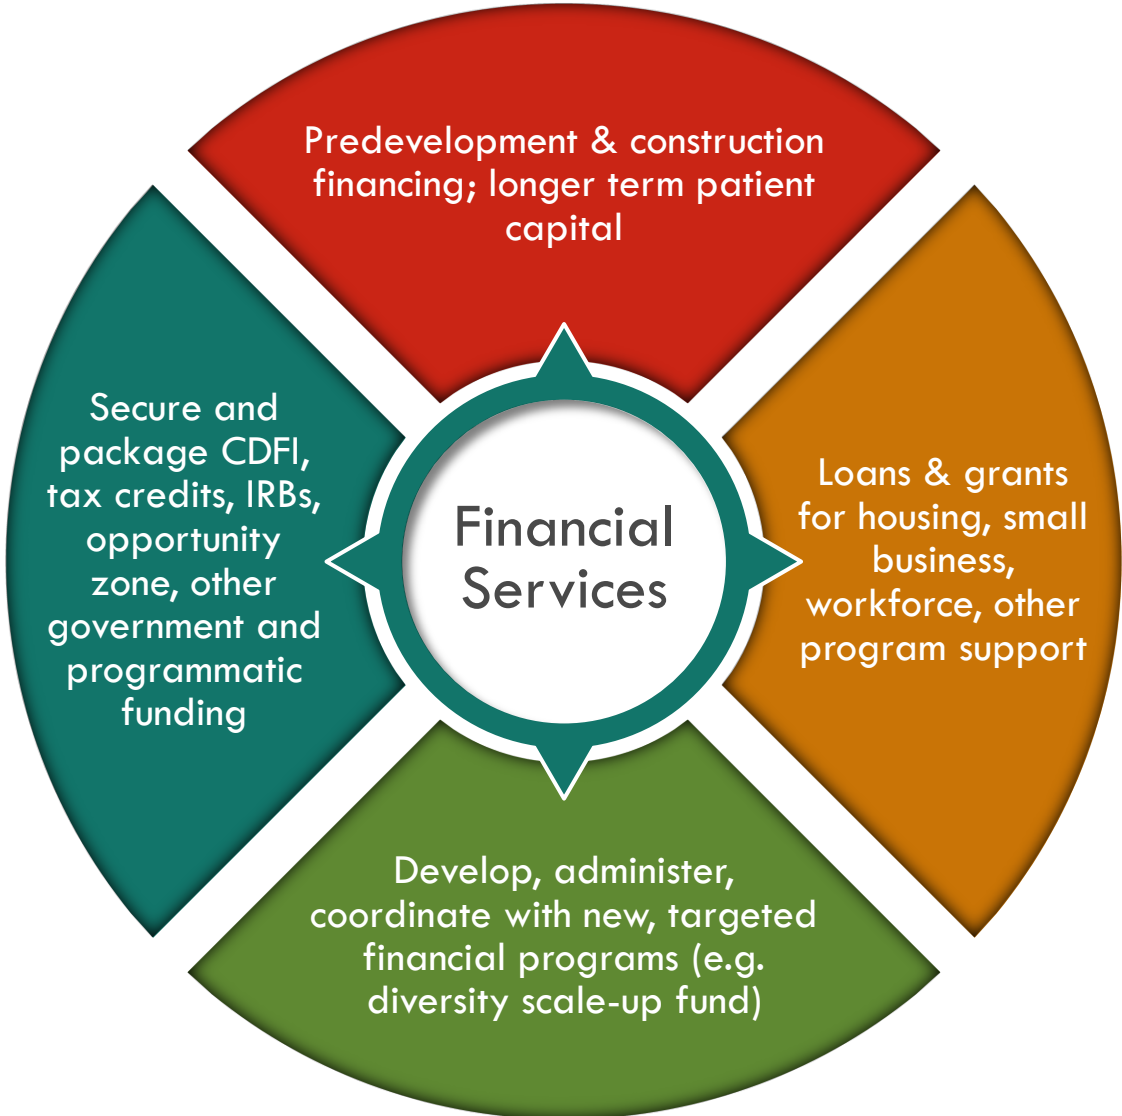 Predevelopment & construction
financing; longer term patient
capital
Secure and
package CDFI,
tax credits, IRBs,
opportunity
zone, other
government and
programmatic
funding
Financial
Services
Loans & grants
for housing, small
business,
workforce, other
program support
Develop, administer,
coordinate with new, targeted
financial programs (e.g.
diversity scale-up fund)